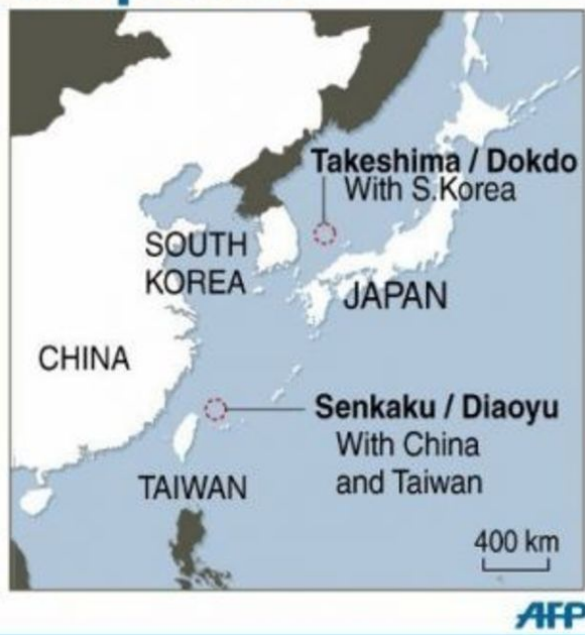 Takeshima / Dokdo
With S.Korea
SOUTH
KOREA
JAPAN
CHINA
Senkaku / Diaoyu
With China
and Taiwan
TAIWAN
400 km
AFP